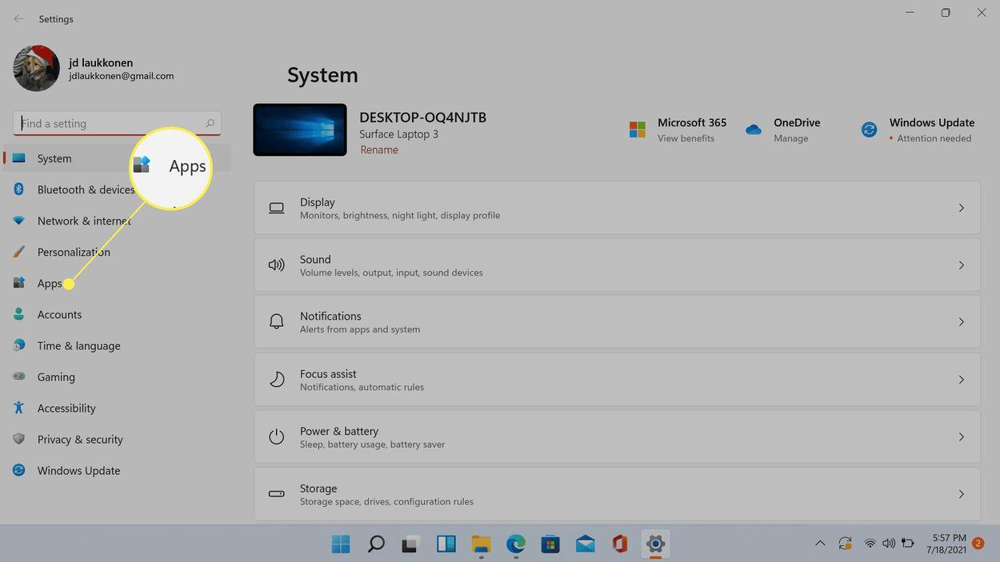 Settings
jd laukkonen
jdlaukkonen@gmail.com
Find a setting
System
Bluetooth & devices
Network & internet
Personalization
Apps
Accounts
Time & language
Gaming
Accessibility
Privacy & security
Windows Update
Apps
System
DESKTOP-OQ4NJTB
Surface Laptop 3
Rename
Microsoft 365
View benefits
OneDrive
Manage
Windows Update
• Attention needed
Display
Monitors, brightness, night light, display profile
Sound
Volume levels, output, input, sound devices
Notifications
Alerts from apps and system
Focus assist
Notifications, automatic rules
Power & battery
Sleep, battery usage, battery saver
Storage
Storage space, drives, configuration rules
5:57 PM
7/18/2021
2